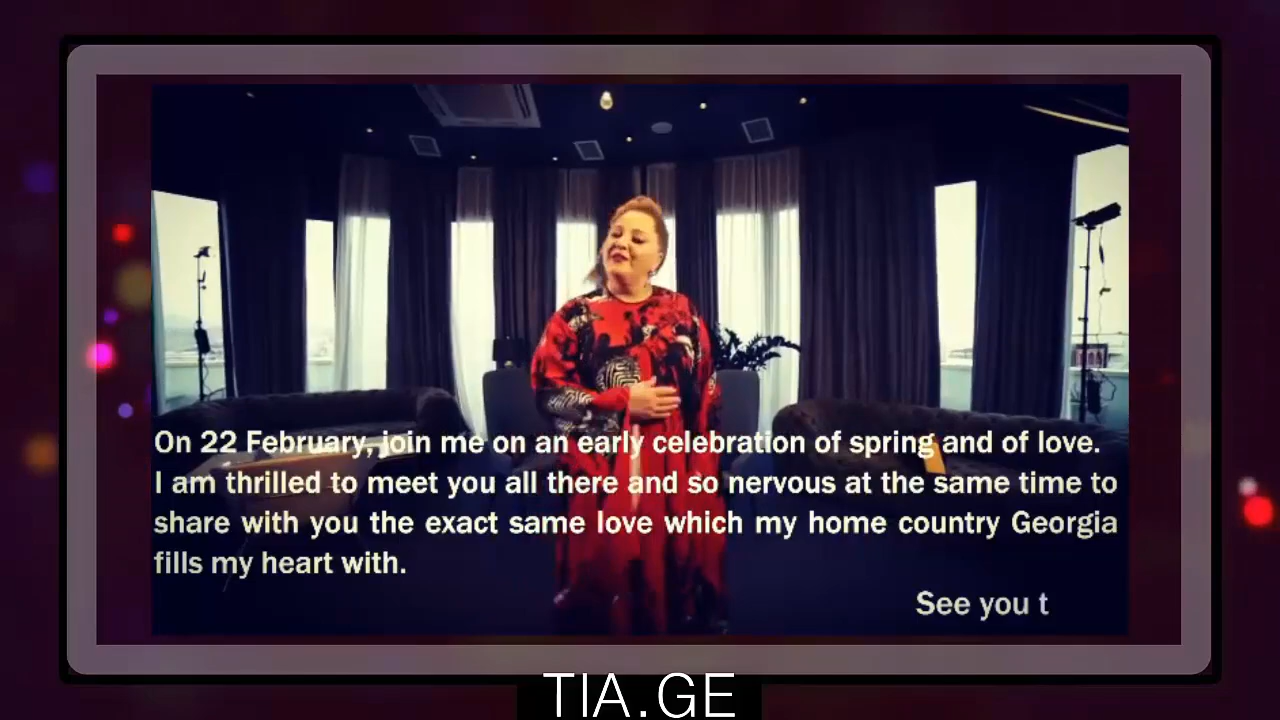 On 22 February, join me on an early celebration of spring and of love.
I am thrilled to meet you all there and so nervous at the same time to
share with you the exact same love which my home country Georgia
fills my heart with.
See you t
TIA.GE